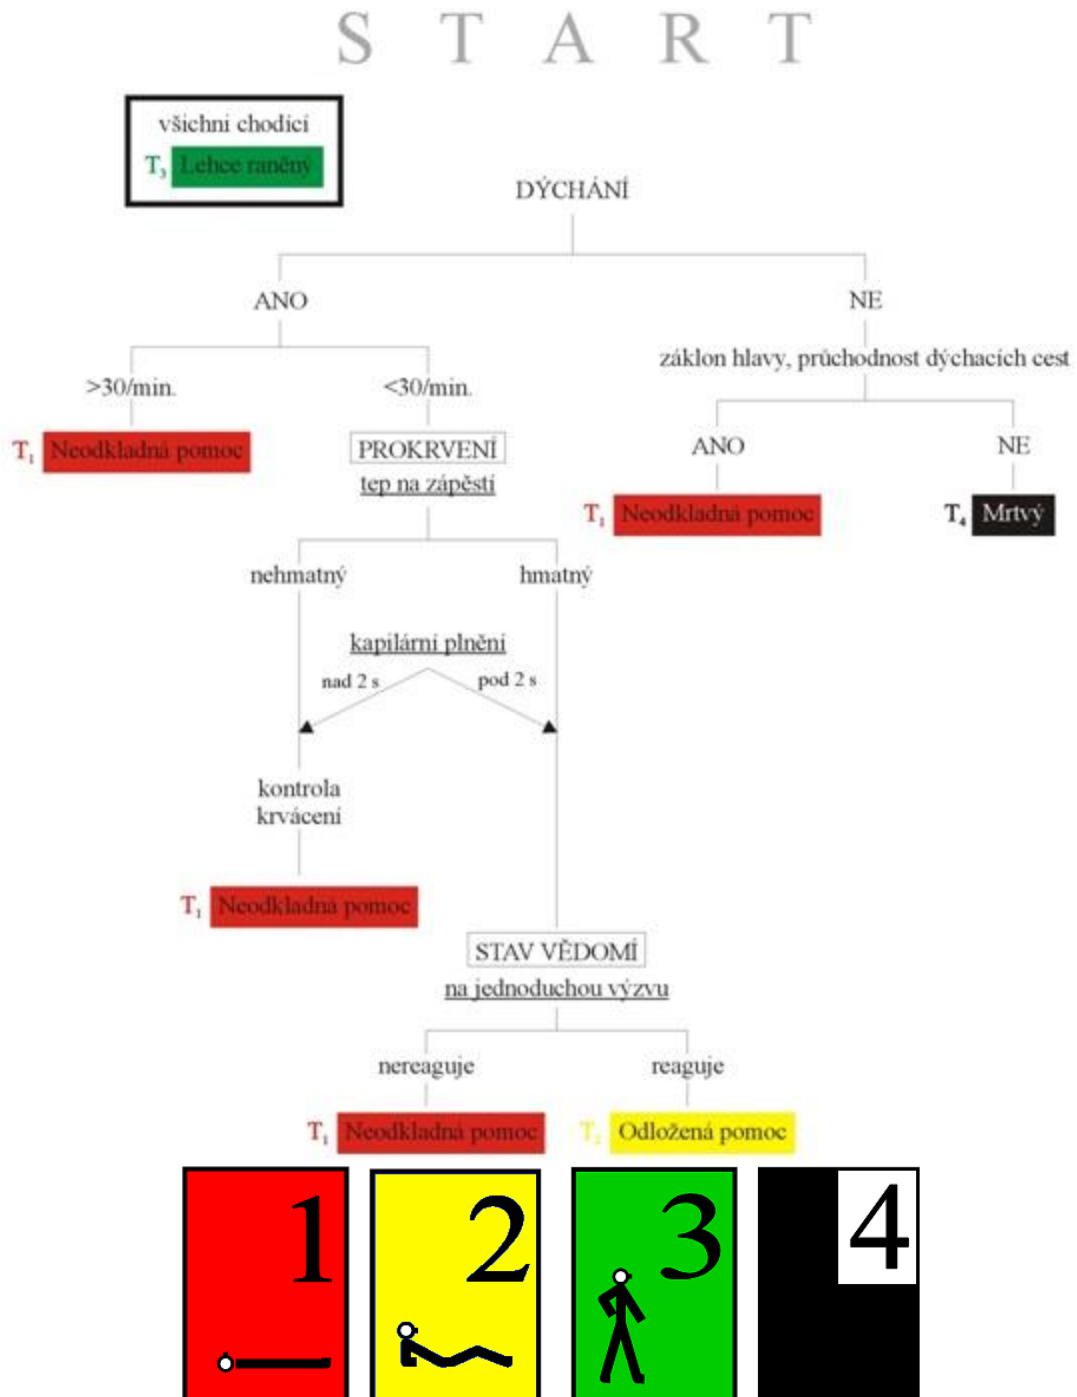 S T A R T
všichni chodící
T₃ Lehce raněný
DÝCHÁNÍ
ANO
NE
záklon hlavy, průchodnost dýchacích cest
>30/min.
<30/min.
T₁ Neodkladná pomoc
PROKRVENÍ
tep na zápěstí
ANO
NE
T₁ Neodkladná pomoc
T₄ Mrtvý
nehmatný
hmatný
kapilární plnění
nad 2 s
pod 2 s
kontrola
krvácení
T₁ Neodkladná pomoc
STAV VĚDOMÍ
na jednoduchou výzvu
nereaguje
reaguje
T₁ Neodkladná pomoc
T₂ Odložená pomoc
1
2
3
4